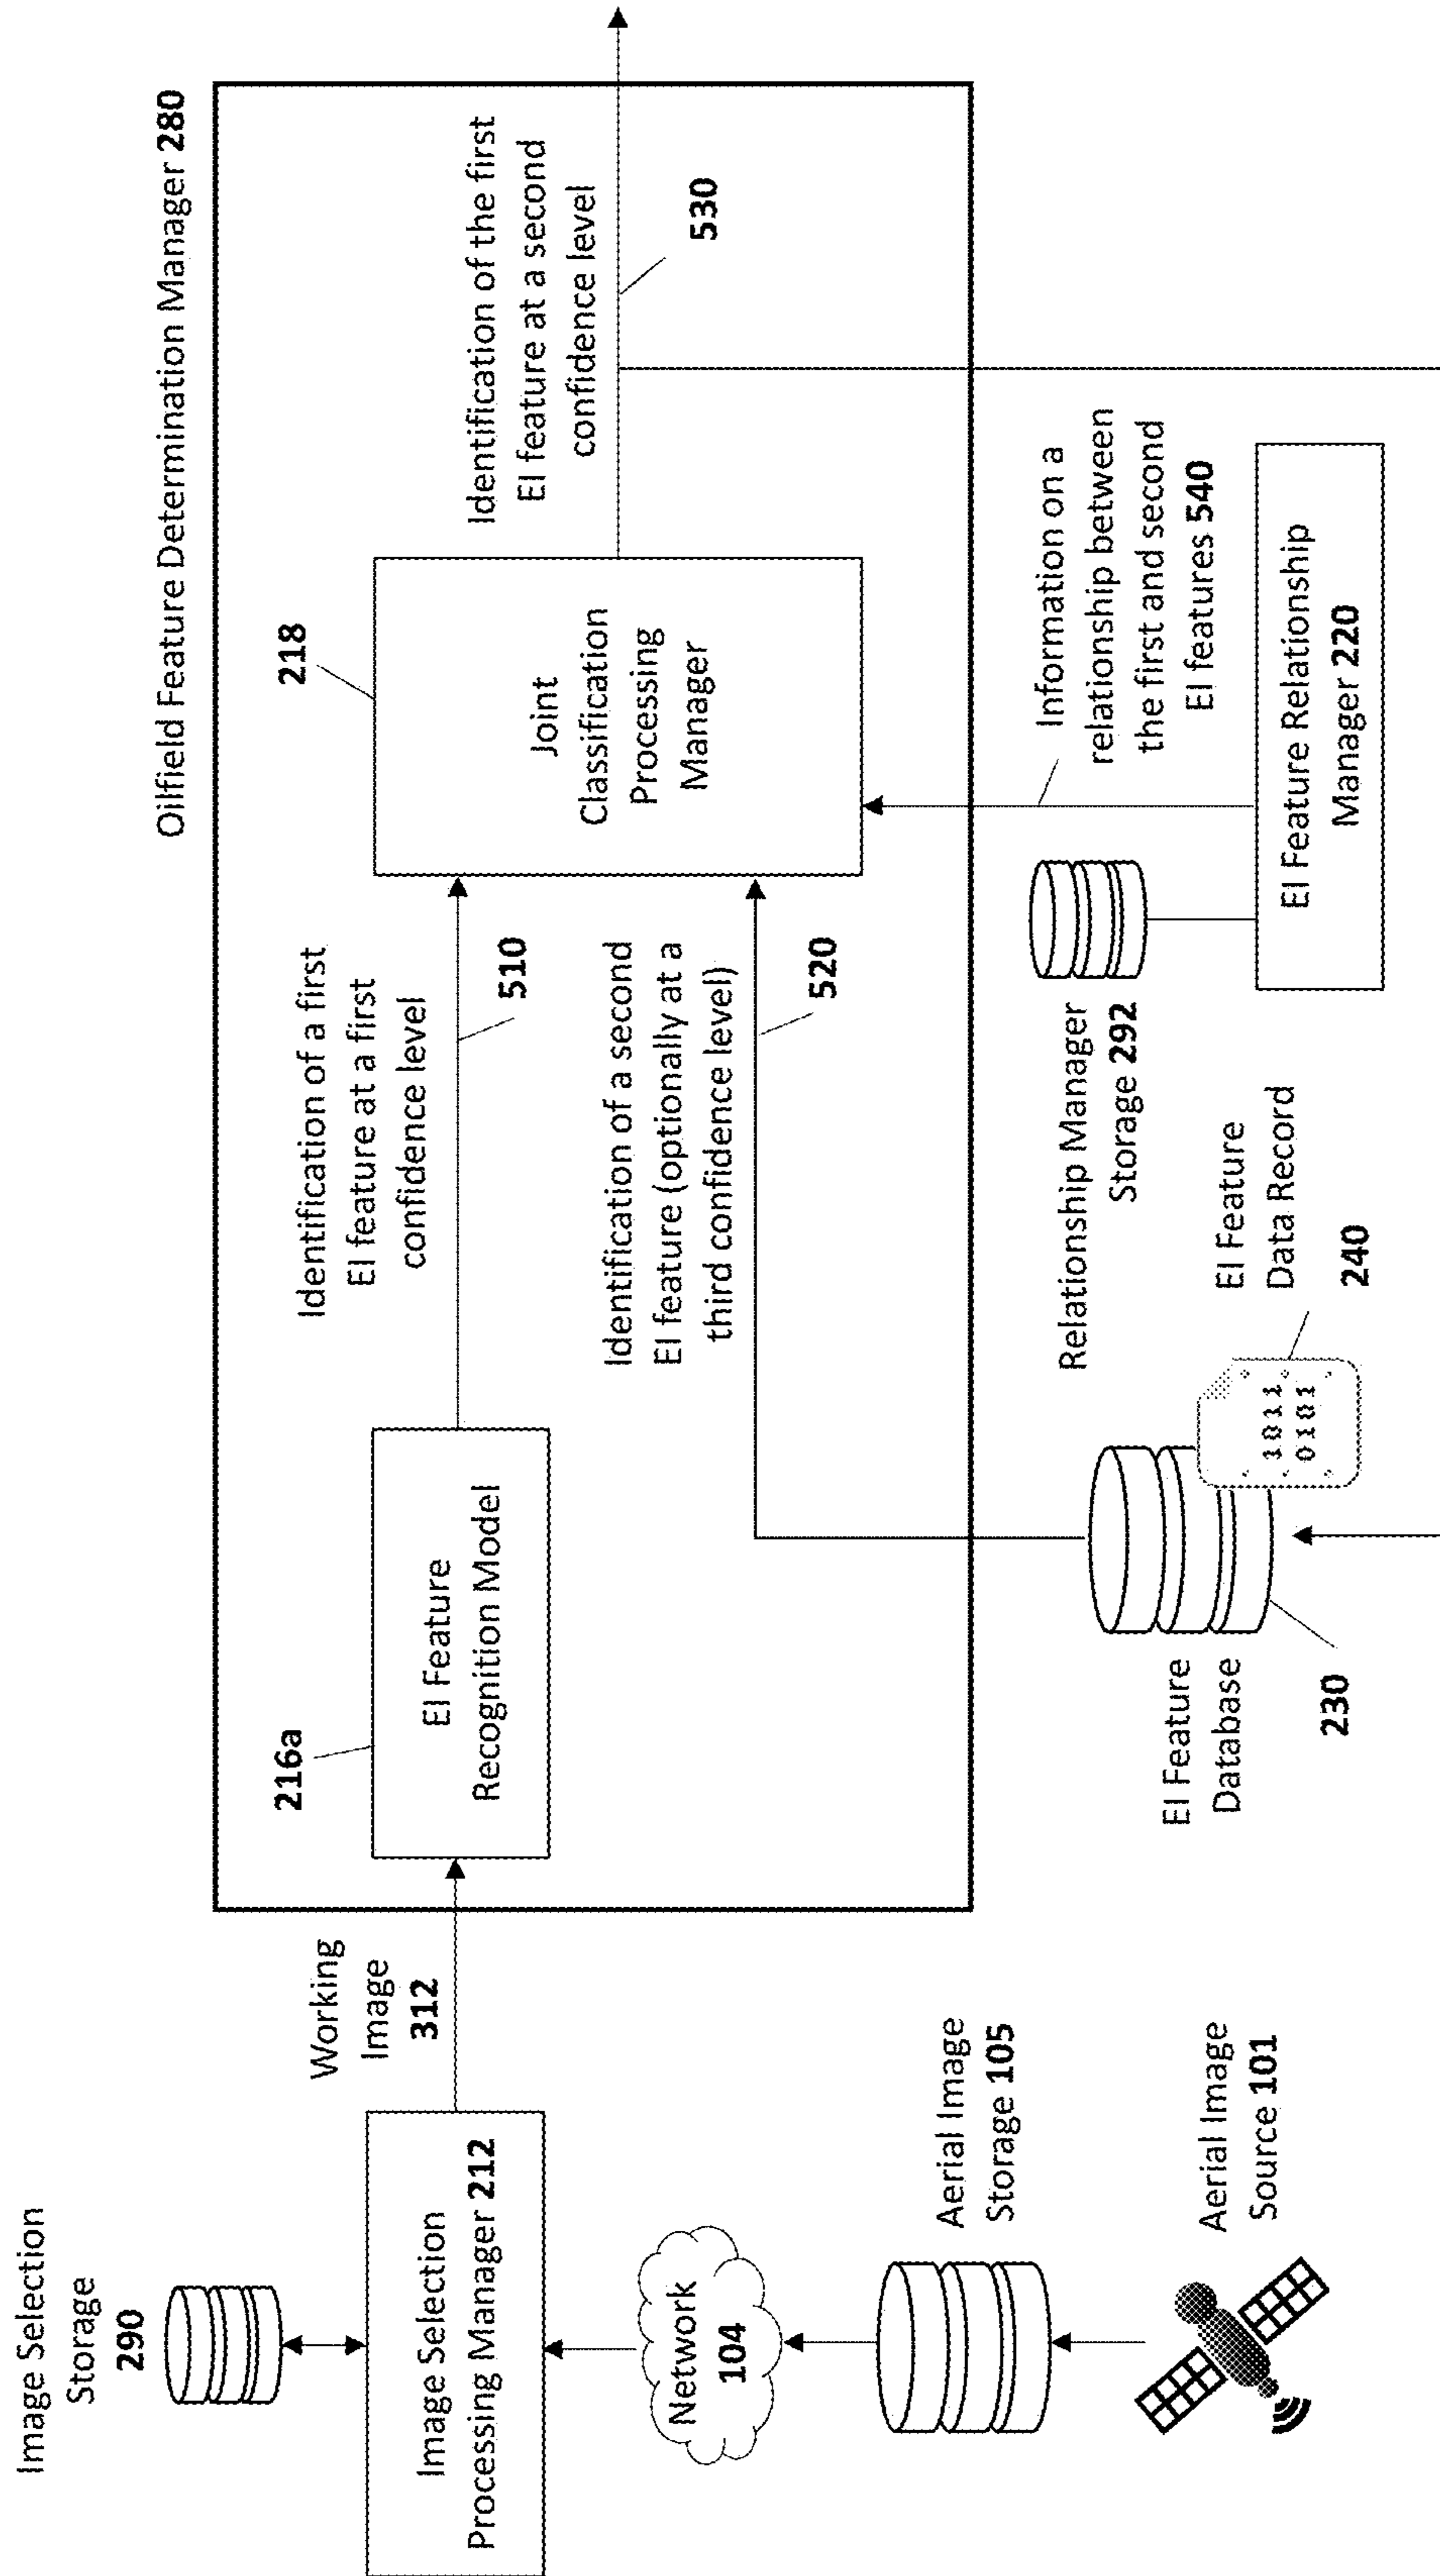 Oilfield Feature Determination Manager 280
Image Selection
Storage
290
Image Selection
Processing Manager 212
Working
Image
312
Network
104
Aerial Image
Storage 105
Aerial Image
Source 101
216a
EI Feature
Recognition Model
Identification of a first
EI feature at a first
confidence level
510
Identification of a second
EI feature (optionally at a
third confidence level)
520
218
Joint
Classification
Processing
Manager
Identification of the first
EI feature at a second
confidence level
530
EI Feature
Database
230
EI Feature
Data Record
240
1011
0101
Relationship Manager
Storage 292
Information on a
relationship between
the first and second
EI features 540
EI Feature Relationship
Manager 220